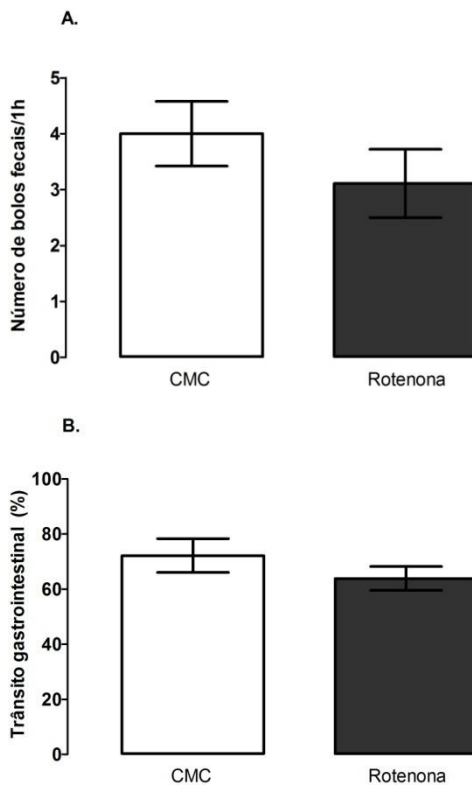 A.
Número de bolos fecais/1h
5
4
3
2
1
0
CMC
Rotenona
B.
Trânsito gastrointestinal (%)
100
80
60
40
20
0
CMC
Rotenona